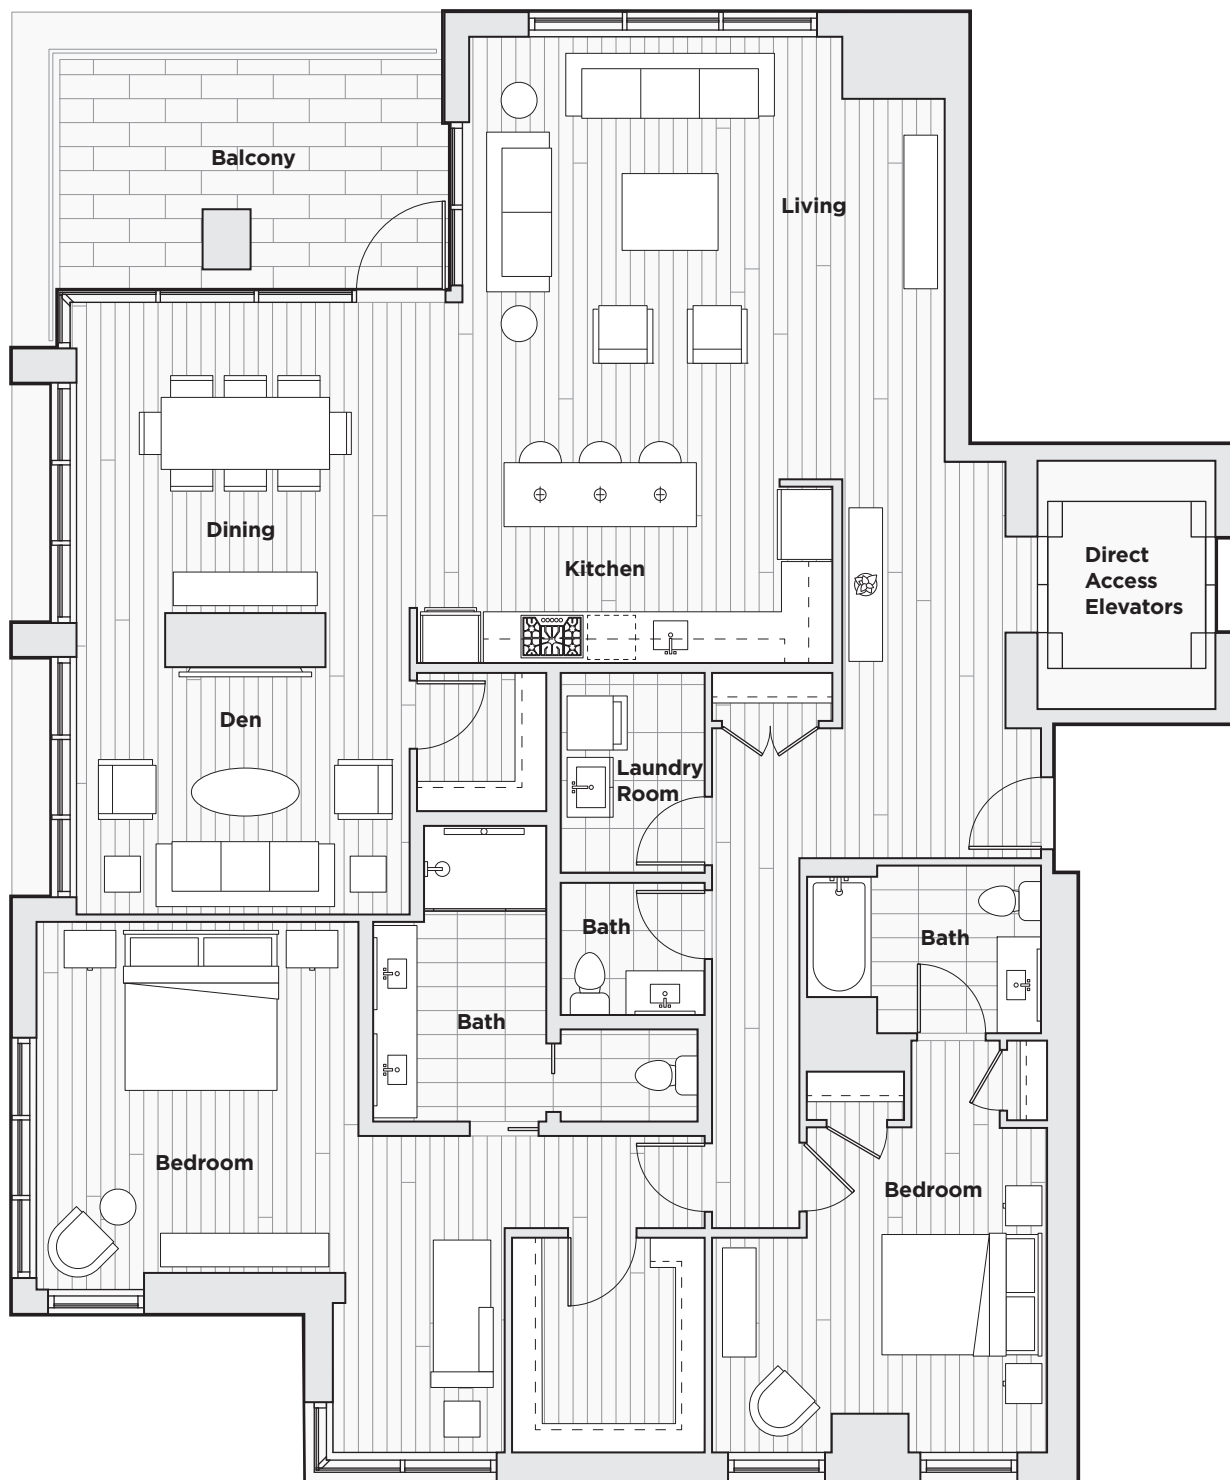 Balcony
Living
Dining
Kitchen
Direct
Access
Elevators
Den
Laundry
Room
Bath
Bath
Bath
Bedroom
Bedroom